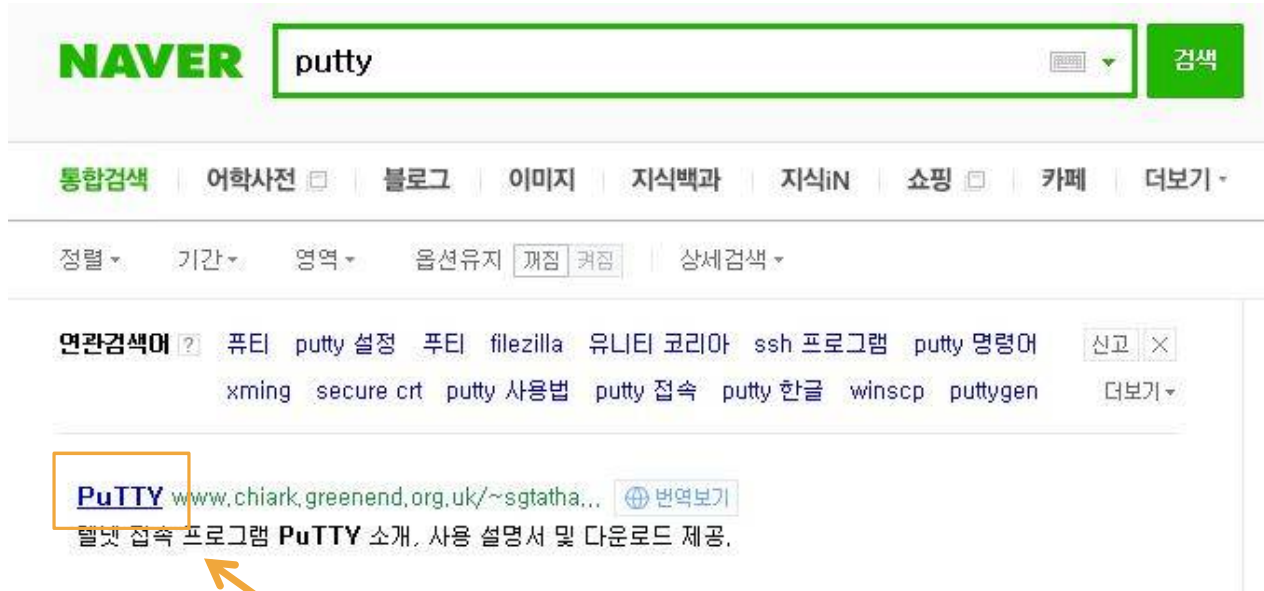 NAVER putty 검색
통합검색 어학사전 블로그 이미지 지식백과 지식iN 쇼핑 카페 더보기
정렬 기간 영역 옵션유지 꺼짐 켜짐 상세검색
연관검색어 ? 퓨티 putty 설정 푸티 filezilla 유니티 코리아 ssh 프로그램 putty 명령어 신고
xming secure crt putty 사용법 putty 접속 putty 한글 winscp puttygen 더보기
PuTTY www.chiark.greenend.org.uk/~sgtatha... 번역보기
텔넷 접속 프로그램 PuTTY 소개, 사용 설명서 및 다운로드 제공.